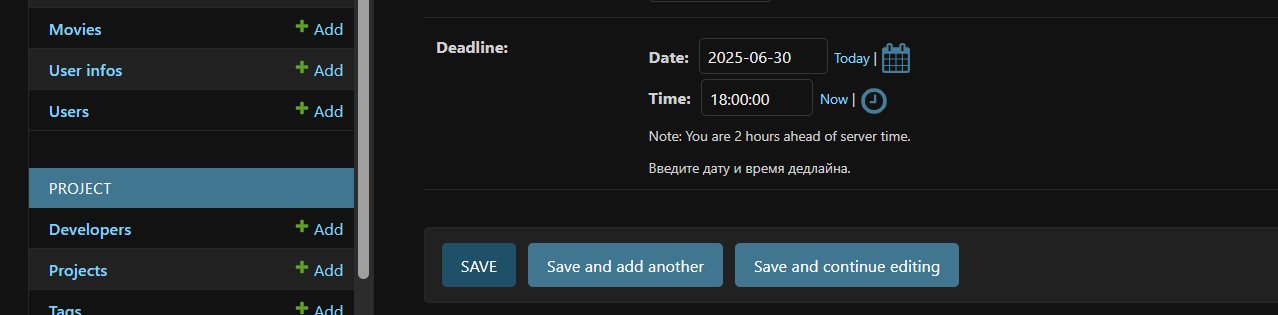 Movies
Add
User infos
Add
Users
Add
PROJECT
Developers
Add
Projects
Add
Tags
Add
Deadline:
Date: 2025-06-30 Today |
Time: 18:00:00 Now |
Note: You are 2 hours ahead of server time.
Введите дату и время дедлайна.
SAVE
Save and add another
Save and continue editing